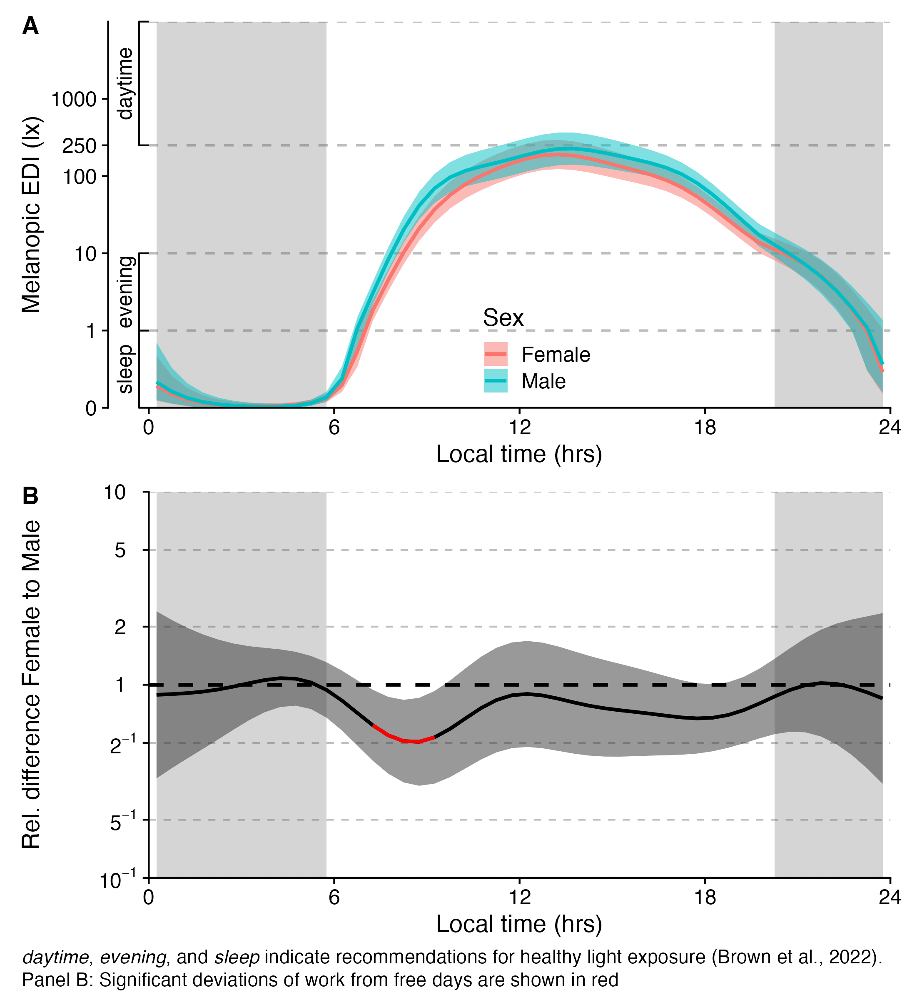 A
Melanopic EDI (lx)
1000
250
100
10
1
0
daytime
evening
sleep
Sex
Female
Male
0 6 12 18 24
Local time (hrs)
B
Rel. difference Female to Male
10
5
2
1
2⁻¹
5⁻¹
10⁻¹
0 6 12 18 24
Local time (hrs)
daytime, evening, and sleep indicate recommendations for healthy light exposure (Brown et al., 2022).
Panel B: Significant deviations of work from free days are shown in red